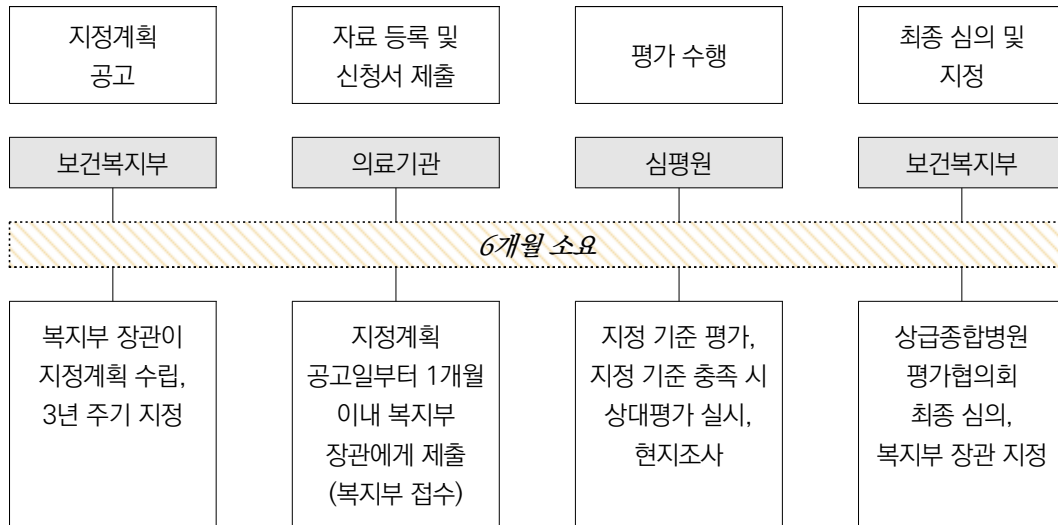 지정계획
공고
자료 등록 및
신청서 제출
평가 수행
최종 심의 및
지정
보건복지부
의료기관
심평원
보건복지부
6개월 소요
복지부 장관이
지정계획 수립,
3년 주기 지정
지정계획
공고일부터 1개월
이내 복지부
장관에게 제출
(복지부 접수)
지정 기준 평가,
지정 기준 충족 시
상대평가 실시,
현지조사
상급종합병원
평가협의회
최종 심의,
복지부 장관 지정